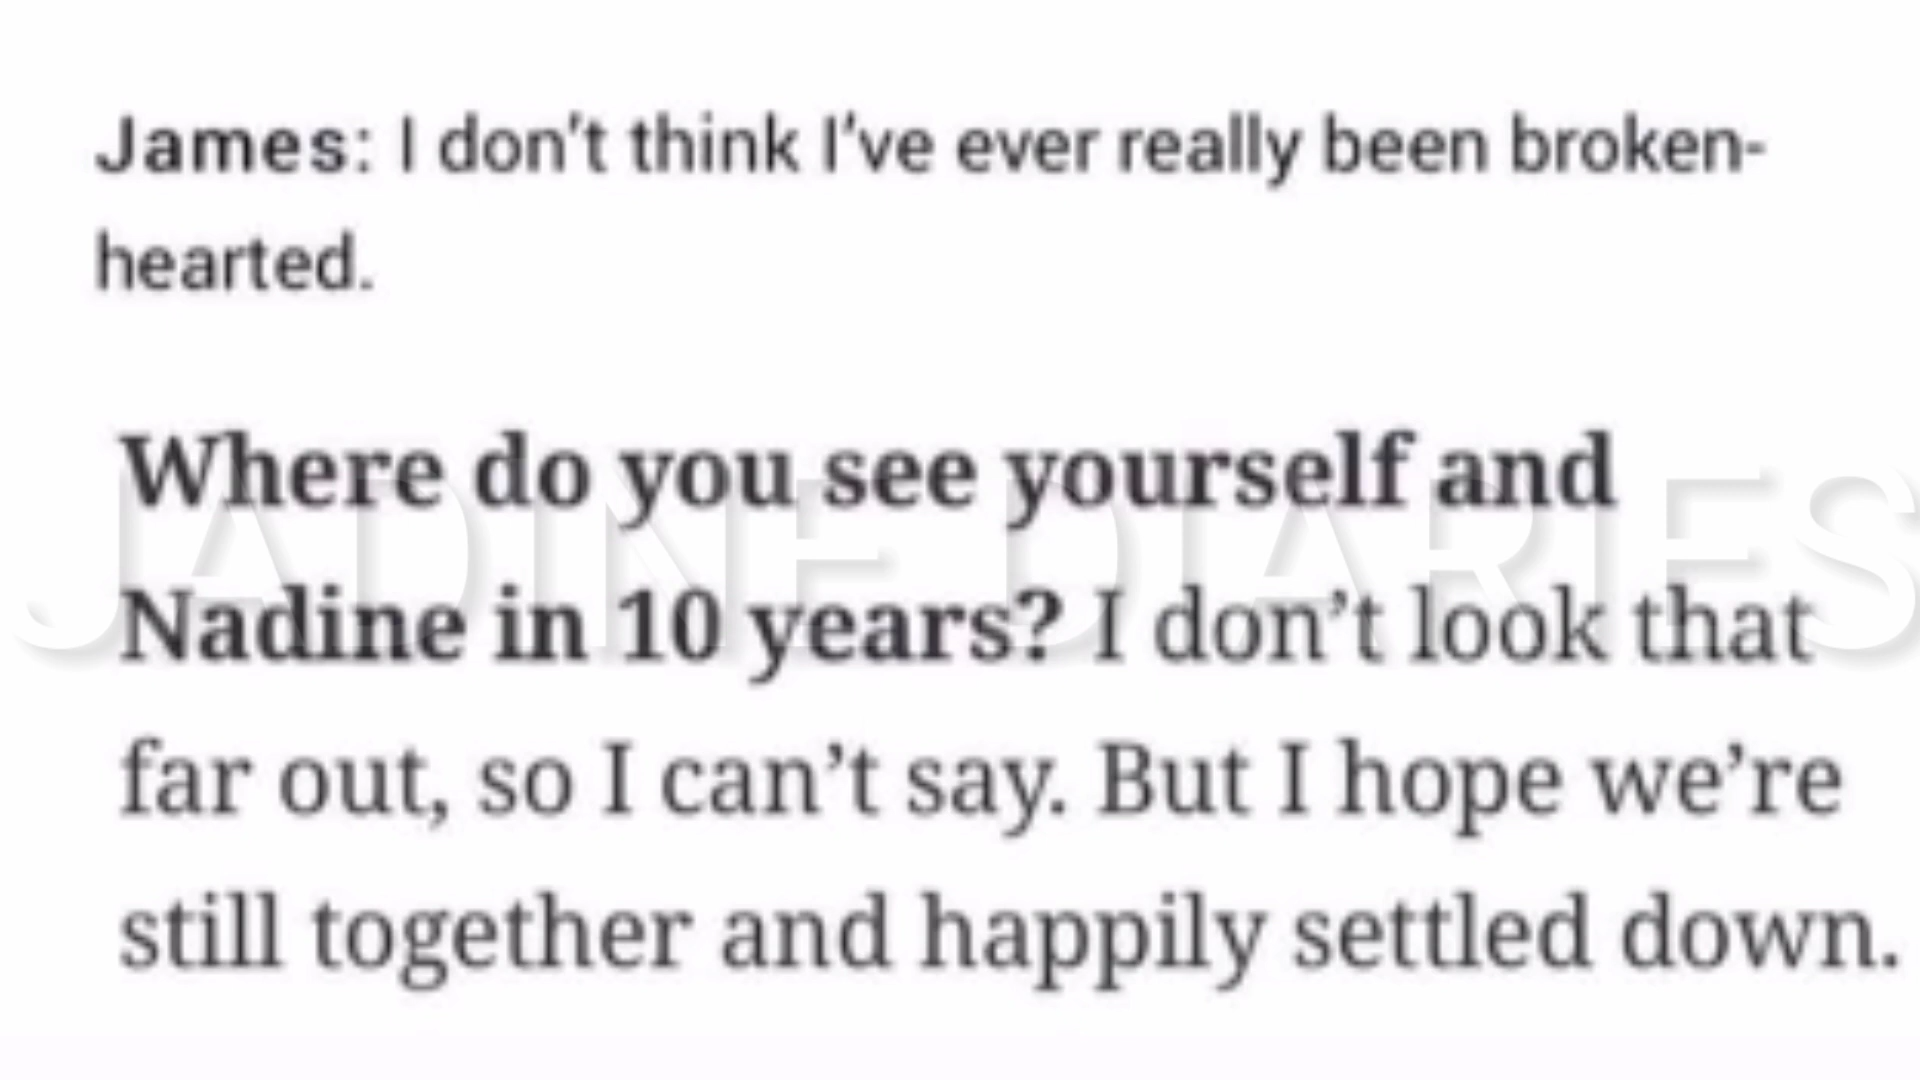 James: I don't think I've ever really been broken-
hearted.
Where do you see yourself and
Nadine in 10 years? I don't look that
far out, so I can't say. But I hope we're
still together and happily settled down.
JADINE DIARIES